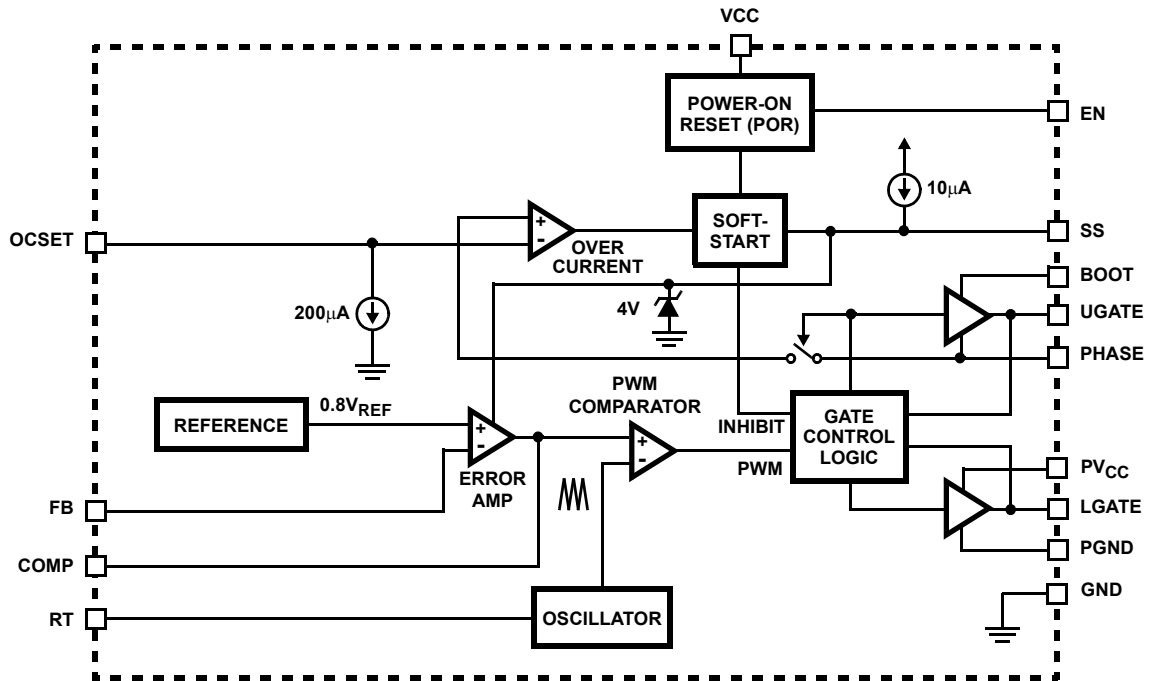 VCC
POWER-ON
RESET (POR)
EN
10μA
OCSET
+
-
OVER
CURRENT
SOFT-
START
SS
BOOT
200μA
4V
UGATE
PHASE
PWM
COMPARATOR
0.8VREF
REFERENCE
+
-
ERROR
AMP
+
-
INHIBIT
PWM
GATE
CONTROL
LOGIC
PVCC
FB
LGATE
COMP
PGND
GND
RT
OSCILLATOR